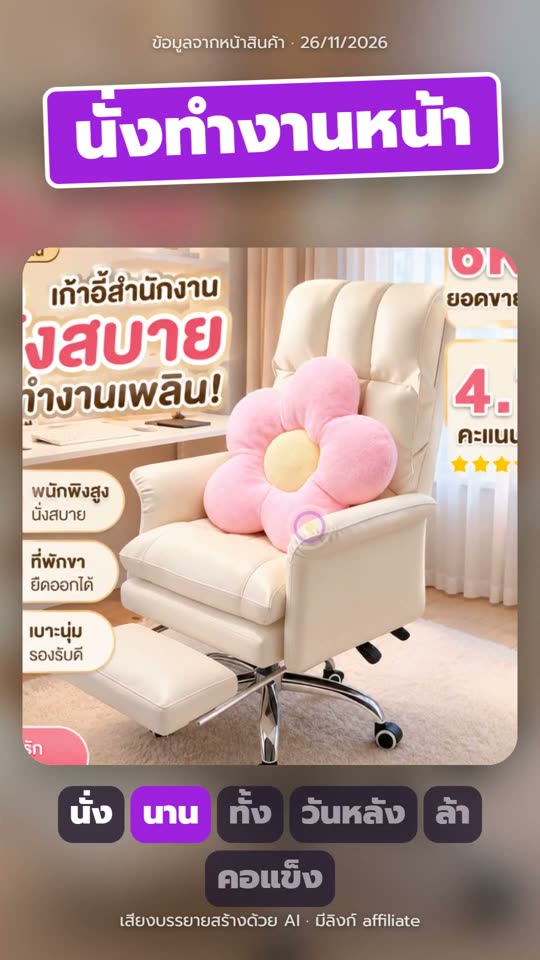 ข้อมูลจากหน้าสินค้า · 26/11/2026
นั่งทำงานหน้า
เก้าอี้สำนักงาน
ั่งสบาย
ทำงานเพลิน!
6K
ยอดขาย
4.
คะแนน
พนักพิงสูง
นั่งสบาย
ที่พักขา
ยืดออกได้
เบาะนุ่ม
รองรับดี
รัก
นั่ง นาน ทั้ง วันหลัง ล้า
คอแข็ง
เสียงบรรยายสร้างด้วย AI · มีลิงก์ affiliate